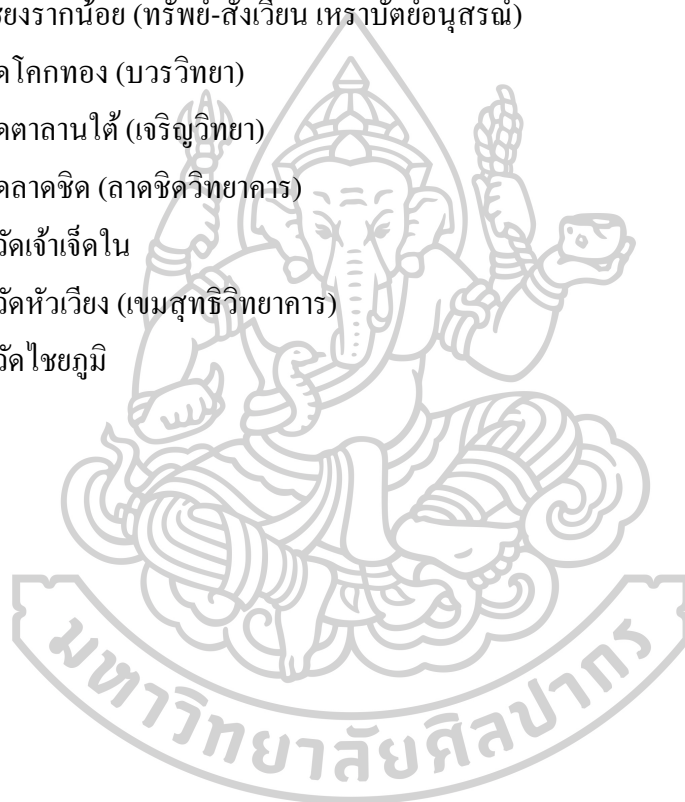 ชียงรากน้อย (ทรัพย์-สังเวียน เหราบัตย์อนุสรณ์)
ดโคกทอง (บวรวิทยา)
ดตาลานใต้ (เจริญวิทยา)
ดลาดชิด (ลาดชิดวิทยาคาร)
วัดเจ้าเจ็ดใน
วัดหัวเวียง (เขมสุทธิวิทยาคาร)
วัดไชยภูมิ
มหาวิทยาลัยศิลปากร